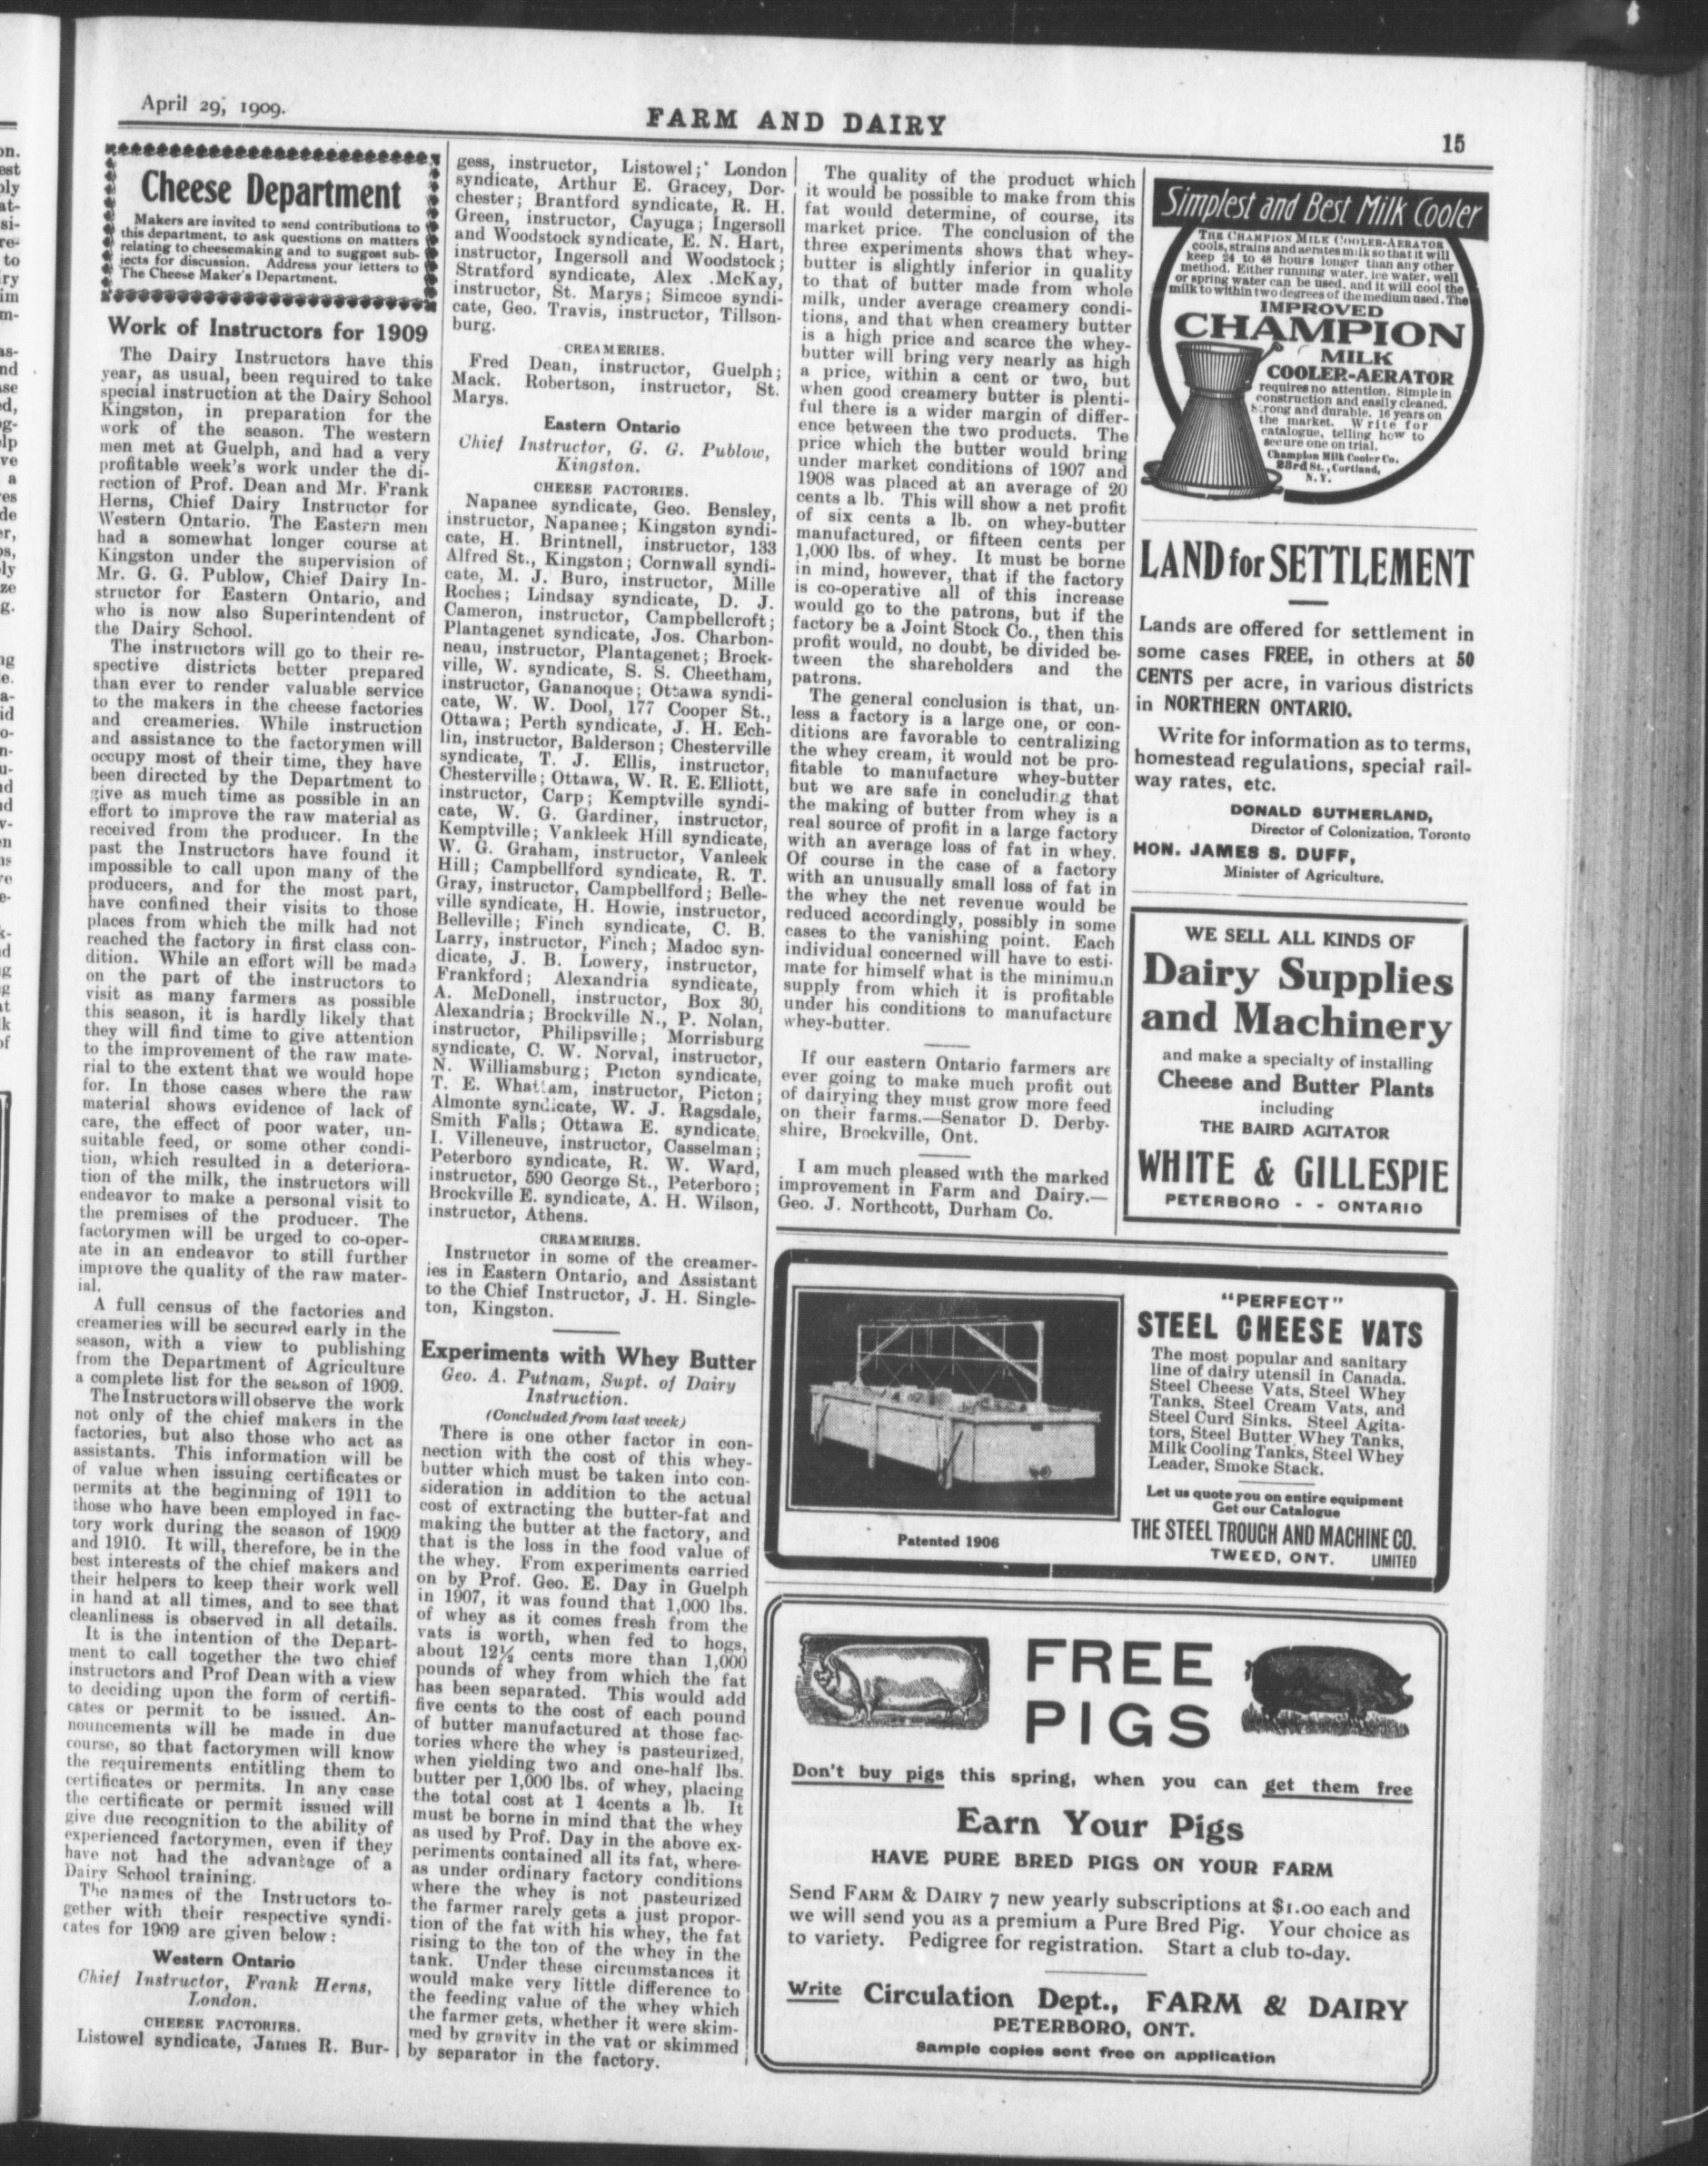 April 29, 1909.
FARM AND DAIRY
15
Cheese Department
Makers are invited to send contributions to
this department, to ask questions on matters
relating to cheesemaking and to suggest sub-
jects for discussion. Address your letters to
The Cheese Maker's Department.
Work of Instructors for 1909
The Dairy Instructors have this
year, as usual, been required to take
special instruction at the Dairy School
Kingston, in preparation for the
work of the season. The western
men met at Guelph, and had a very
profitable week's work under the di-
rection of Prof. Dean and Mr. Frank
Herns, Chief Dairy Instructor for
Western Ontario. The Eastern men
had a somewhat longer course at
Kingston under the supervision of
Mr. G. G. Publow, Chief Dairy In-
structor for Eastern Ontario, and
who is now also Superintendent of
the Dairy School.
The instructors will go to their re-
spective districts better prepared
than ever to render valuable service
to the makers in the cheese factories
and creameries. While instruction
and assistance to the factorymen will
occupy most of their time, they have
been directed by the Department to
give as much time as possible in an
effort to improve the raw material as
received from the producer. In the
past the Instructors have found it
impossible to call upon many of the
producers, and for the most part,
have confined their visits to those
places from which the milk had not
reached the factory in first class con-
dition. While an effort will be made
on the part of the instructors to
visit as many farmers as possible
this season, it is hardly likely that
they will find time to give attention
to the improvement of the raw mate-
rial to the extent that we would hope
for. In those cases where the raw
material shows evidence of lack of
care, the effect of poor water, un-
suitable feed, or some other condi-
tion, which resulted in a deteriora-
tion of the milk, the instructors will
endeavor to make a personal visit to
the premises of the producer. The
factorymen will be urged to co-oper-
ate in an endeavor to still further
improve the quality of the raw mater-
ial.
A full census of the factories and
creameries will be secured early in the
season, with a view to publishing
from the Department of Agriculture
a complete list for the season of 1909.
The Instructors will observe the work
not only of the chief makers in the
factories, but also those who act as
assistants. This information will be
of value when issuing certificates or
permits at the beginning of 1911 to
those who have been employed in fac-
tory work during the season of 1909
and 1910. It will, therefore, be in the
best interests of the chief makers and
their helpers to keep their work well
in hand at all times, and to see that
cleanliness is observed in all details.
It is the intention of the Depart-
ment to call together the two chief
instructors and Prof Dean with a view
to deciding upon the form of certifi-
cates or permit to be issued. An-
nouncements will be made in due
course, so that factorymen will know
the requirements entitling them to
certificates or permits. In any case
the certificate or permit issued will
give due recognition to the ability of
experienced factorymen, even if they
have not had the advantage of a
Dairy School training.
The names of the Instructors to-
gether with their respective syndi-
cates for 1909 are given below:
Western Ontario
Chief Instructor, Frank Herns,
London.
CHEESE FACTORIES.
Listowel syndicate, James R. Bur-
gess, instructor, Listowel; London
syndicate, Arthur E. Gracey, Dor-
chester; Brantford syndicate, R. H.
Green, instructor, Cayuga; Ingersoll
and Woodstock syndicate, E. N. Hart,
instructor, Ingersoll and Woodstock;
Stratford syndicate, Alex .McKay,
instructor, St. Marys; Simcoe syndi-
cate, Geo. Travis, instructor, Tillson-
burg.
CREAMERIES.
Fred Dean, instructor, Guelph;
Mack. Robertson, instructor, St.
Marys.
Eastern Ontario
Chief Instructor, G. G. Publow,
Kingston.
CHEESE FACTORIES.
Napanee syndicate, Geo. Bensley,
instructor, Napanee; Kingston syndi-
cate, H. Brintnell, instructor, 133
Alfred St., Kingston; Cornwall syndi-
cate, M. J. Buro, instructor, Mille
Roches; Lindsay syndicate, D. J.
Cameron, instructor, Campbellcroft;
Plantagenet syndicate, Jos. Charbon-
neau, instructor, Plantagenet; Brock-
ville, W. syndicate, S. S. Cheetham,
instructor, Gananoque; Ottawa syndi-
cate, W. W. Dool, 177 Cooper St.,
Ottawa; Perth syndicate, J. H. Ech-
lin, instructor, Balderson; Chesterville
syndicate, T. J. Ellis, instructor,
Chesterville; Ottawa, W. R. E. Elliott,
instructor, Carp; Kemptville syndi-
cate, W. G. Gardiner, instructor,
Kemptville; Vankleek Hill syndicate,
W. G. Graham, instructor, Vanleek
Hill; Campbellford syndicate, R. T.
Gray, instructor, Campbellford; Belle-
ville syndicate, H. Howie, instructor,
Belleville; Finch syndicate, C. B.
Larry, instructor, Finch; Madoc syn-
dicate, J. B. Lowery, instructor,
Frankford; Alexandria syndicate,
A. McDonell, instructor, Box 30,
Alexandria; Brockville N., P. Nolan,
instructor, Philipsville; Morrisburg
syndicate, C. W. Norval, instructor,
N. Williamsburg; Picton syndicate,
T. E. Whattam, instructor, Picton;
Almonte syndicate, W. J. Ragsdale,
Smith Falls; Ottawa E. syndicate,
I. Villeneuve, instructor, Casselman;
Peterboro syndicate, R. W. Ward,
instructor, 590 George St., Peterboro;
Brockville E. syndicate, A. H. Wilson,
instructor, Athens.
CREAMERIES.
Instructor in some of the creamer-
ies in Eastern Ontario, and Assistant
to the Chief Instructor, J. H. Single-
ton, Kingston.
Experiments with Whey Butter
Geo. A. Putnam, Supt. of Dairy
Instruction.
(Concluded from last week)
There is one other factor in con-
nection with the cost of this whey-
butter which must be taken into con-
sideration in addition to the actual
cost of extracting the butter-fat and
making the butter at the factory, and
that is the loss in the food value of
the whey. From experiments carried
on by Prof. Geo. E. Day in Guelph
in 1907, it was found that 1,000 lbs.
of whey as it comes fresh from the
vats is worth, when fed to hogs,
about 12½ cents more than 1,000
pounds of whey from which the fat
has been separated. This would add
five cents to the cost of each pound
of butter manufactured at those fac-
tories where the whey is pasteurized,
when yielding two and one-half lbs.
butter per 1,000 lbs. of whey, placing
the total cost at 1 4cents a lb. It
must be borne in mind that the whey
as used by Prof. Day in the above ex-
periments contained all its fat, where-
as under ordinary factory conditions
where the whey is not pasteurized
the farmer rarely gets a just propor-
tion of the fat with his whey, the fat
rising to the top of the whey in the
tank. Under these circumstances it
would make very little difference to
the feeding value of the whey which
the farmer gets, whether it were skim-
med by gravity in the vat or skimmed
by separator in the factory.
The quality of the product which
it would be possible to make from this
fat would determine, of course, its
market price. The conclusion of the
three experiments shows that whey-
butter is slightly inferior in quality
to that of butter made from whole
milk, under average creamery condi-
tions, and that when creamery butter
is a high price and scarce the whey-
butter will bring very nearly as high
a price, within a cent or two, but
when good creamery butter is plenti-
ful there is a wider margin of differ-
ence between the two products. The
price which the butter would bring
under market conditions of 1907 and
1908 was placed at an average of 20
cents a lb. This will show a net profit
of six cents a lb. on whey-butter
manufactured, or fifteen cents per
1,000 lbs. of whey. It must be borne
in mind, however, that if the factory
is co-operative all of this increase
would go to the patrons, but if the
factory be a Joint Stock Co., then this
profit would, no doubt, be divided be-
tween the shareholders and the
patrons.
The general conclusion is that, un-
less a factory is a large one, or con-
ditions are favorable to centralizing
the whey cream, it would not be pro-
fitable to manufacture whey-butter
but we are safe in concluding that
the making of butter from whey is a
real source of profit in a large factory
with an average loss of fat in whey.
Of course in the case of a factory
with an unusually small loss of fat in
the whey the net revenue would be
reduced accordingly, possibly in some
cases to the vanishing point. Each
individual concerned will have to esti-
mate for himself what is the minimum
supply from which it is profitable
under his conditions to manufacture
whey-butter.
If our eastern Ontario farmers are
ever going to make much profit out
of dairying they must grow more feed
on their farms.—Senator D. Derby-
shire, Brockville, Ont.
I am much pleased with the marked
improvement in Farm and Dairy.—
Geo. J. Northcott, Durham Co.
Simplest and Best Milk Cooler
THE CHAMPION MILK COOLER-AERATOR
cools, strains and aerates milk so that it will
keep 24 to 48 hours longer than any other
method. Either running water, ice water, well
or spring water can be used, and it will cool the
milk to within two degrees of the medium used. The
IMPROVED
CHAMPION
MILK
COOLER-AERATOR
requires no attention. Simple in
construction and easily cleaned.
Strong and durable. 16 years on
the market. Write for
catalogue, telling how to
secure one on trial.
Champion Milk Cooler Co.
23rd St., Cortland,
N.Y.
LAND for SETTLEMENT
Lands are offered for settlement in
some cases FREE, in others at 50
CENTS per acre, in various districts
in NORTHERN ONTARIO.
Write for information as to terms,
homestead regulations, special rail-
way rates, etc.
DONALD SUTHERLAND,
Director of Colonization, Toronto
HON. JAMES S. DUFF,
Minister of Agriculture.
WE SELL ALL KINDS OF
Dairy Supplies
and Machinery
and make a specialty of installing
Cheese and Butter Plants
including
THE BAIRD AGITATOR
WHITE & GILLESPIE
PETERBORO - - ONTARIO
Patented 1906
"PERFECT"
STEEL CHEESE VATS
The most popular and sanitary
line of dairy utensil in Canada.
Steel Cheese Vats, Steel Whey
Tanks, Steel Cream Vats, and
Steel Curd Sinks. Steel Agita-
tors, Steel Butter Whey Tanks,
Milk Cooling Tanks, Steel Whey
Leader, Smoke Stack.
Let us quote you on entire equipment
Get our Catalogue
THE STEEL TROUGH AND MACHINE CO.
TWEED, ONT. LIMITED
FREE
PIGS
Don't buy pigs this spring, when you can get them free
Earn Your Pigs
HAVE PURE BRED PIGS ON YOUR FARM
Send FARM & DAIRY 7 new yearly subscriptions at $1.00 each and
we will send you as a premium a Pure Bred Pig. Your choice as
to variety. Pedigree for registration. Start a club to-day.
Write Circulation Dept., FARM & DAIRY
PETERBORO, ONT.
Sample copies sent free on application